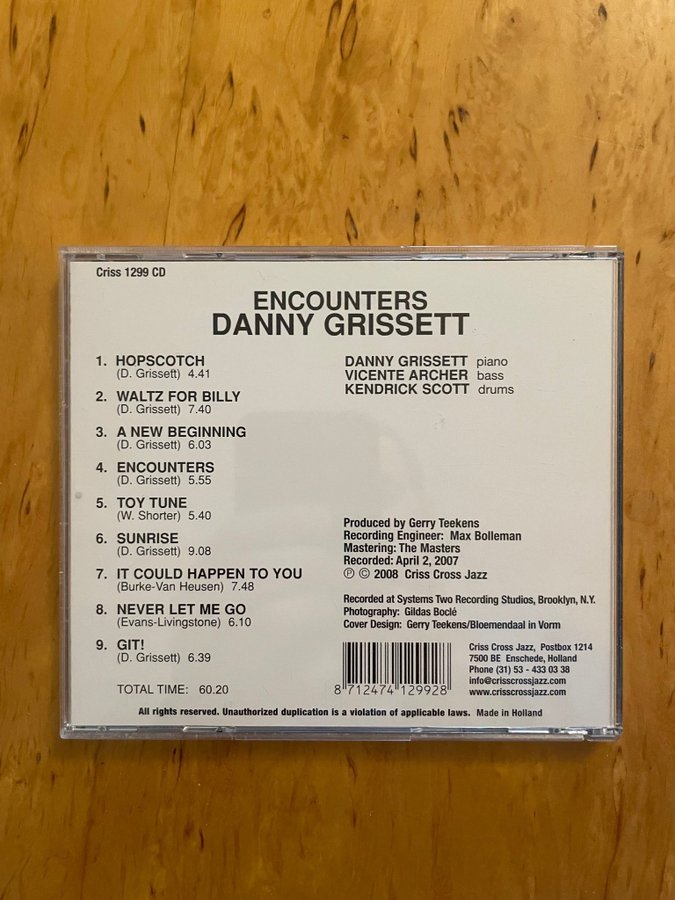 Criss 1299 CD
ENCOUNTERS
DANNY GRISSETT
1. HOPSCOTCH
(D. Grissett) 4.41
2. WALTZ FOR BILLY
(D. Grissett) 7.40
3. A NEW BEGINNING
(D. Grissett) 6.03
4. ENCOUNTERS
(D. Grissett) 5.55
5. TOY TUNE
(W. Shorter) 5.40
6. SUNRISE
(D. Grissett) 9.08
7. IT COULD HAPPEN TO YOU
(Burke-Van Heusen) 7.48
8. NEVER LET ME GO
(Evans-Livingstone) 6.10
9. GIT!
(D. Grissett) 6.39
TOTAL TIME: 60.20
DANNY GRISSETT piano
VICENTE ARCHER bass
KENDRICK SCOTT drums
Produced by Gerry Teekens
Recording Engineer: Max Bolleman
Mastering: The Masters
Recorded: April 2, 2007
℗ © 2008 Criss Cross Jazz
Recorded at Systems Two Recording Studios, Brooklyn, N.Y.
Photography: Gildas Boclé
Cover Design: Gerry Teekens/Bloemendaal in Vorm
8 712474 129928
Criss Cross Jazz, Postbox 1214
7500 BE Enschede, Holland
Phone (31) 53 - 433 03 38
info@crisscrossjazz.com
www.crisscrossjazz.com
All rights reserved. Unauthorized duplication is a violation of applicable laws. Made in Holland